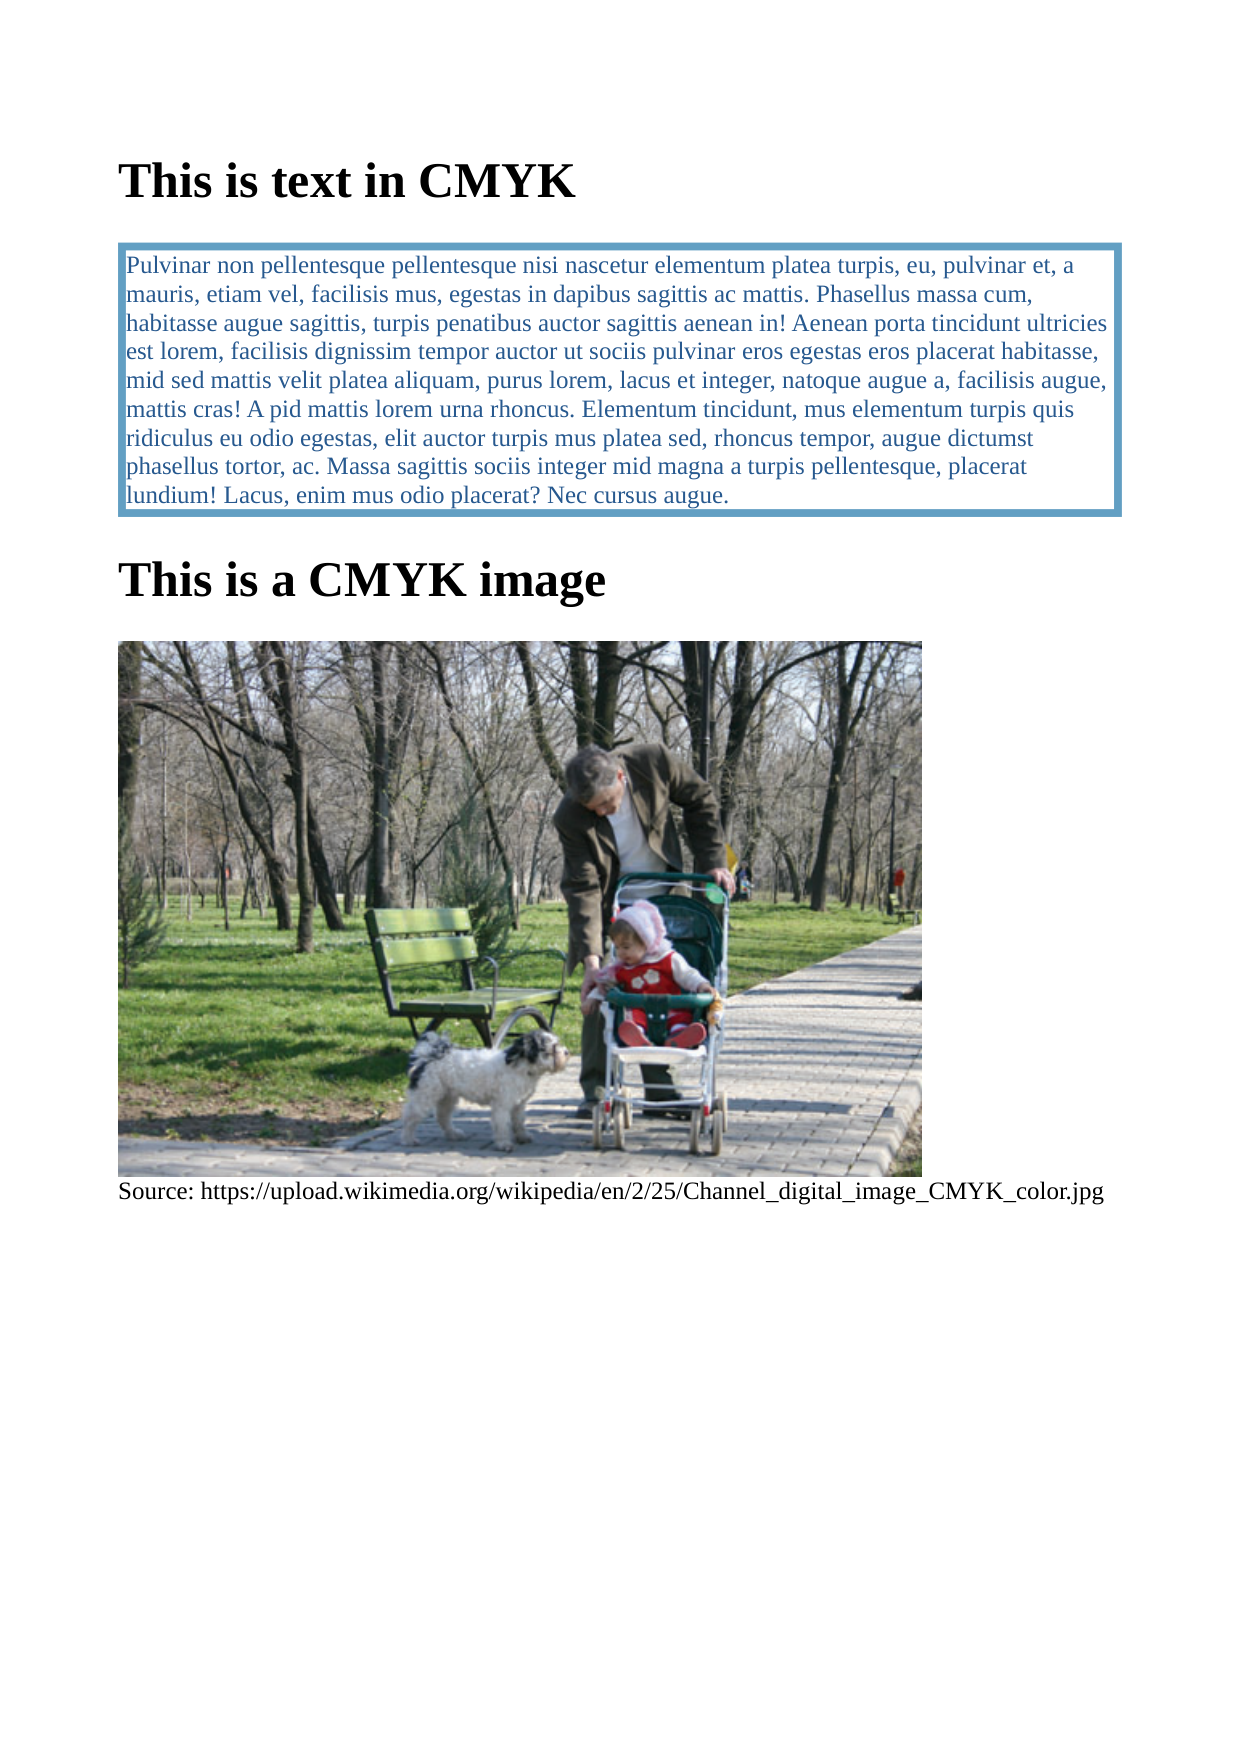 This is text in CMYK
Pulvinar non pellentesque pellentesque nisi nascetur elementum platea turpis, eu, pulvinar et, a
mauris, etiam vel, facilisis mus, egestas in dapibus sagittis ac mattis. Phasellus massa cum,
habitasse augue sagittis, turpis penatibus auctor sagittis aenean in! Aenean porta tincidunt ultricies
est lorem, facilisis dignissim tempor auctor ut sociis pulvinar eros egestas eros placerat habitasse,
mid sed mattis velit platea aliquam, purus lorem, lacus et integer, natoque augue a, facilisis augue,
mattis cras! A pid mattis lorem urna rhoncus. Elementum tincidunt, mus elementum turpis quis
ridiculus eu odio egestas, elit auctor turpis mus platea sed, rhoncus tempor, augue dictumst
phasellus tortor, ac. Massa sagittis sociis integer mid magna a turpis pellentesque, placerat
lundium! Lacus, enim mus odio placerat? Nec cursus augue.
This is a CMYK image
Source: https://upload.wikimedia.org/wikipedia/en/2/25/Channel_digital_image_CMYK_color.jpg